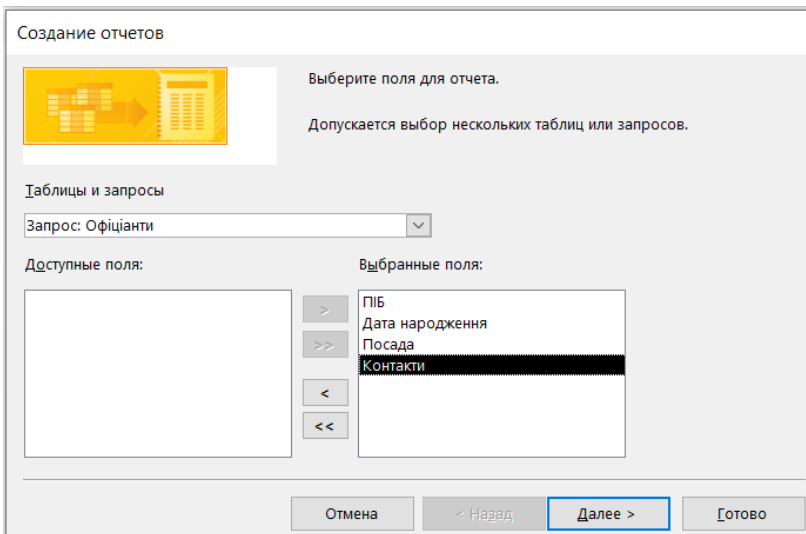 Создание отчетов
Выберите поля для отчета.
Допускается выбор нескольких таблиц или запросов.
Таблицы и запросы
Запрос: Офіціанти
Доступные поля:
Выбранные поля:
ПІБ
Дата народження
Посада
Контакти
>
>>
<
<<
Отмена
< Назад
Далее >
Готово